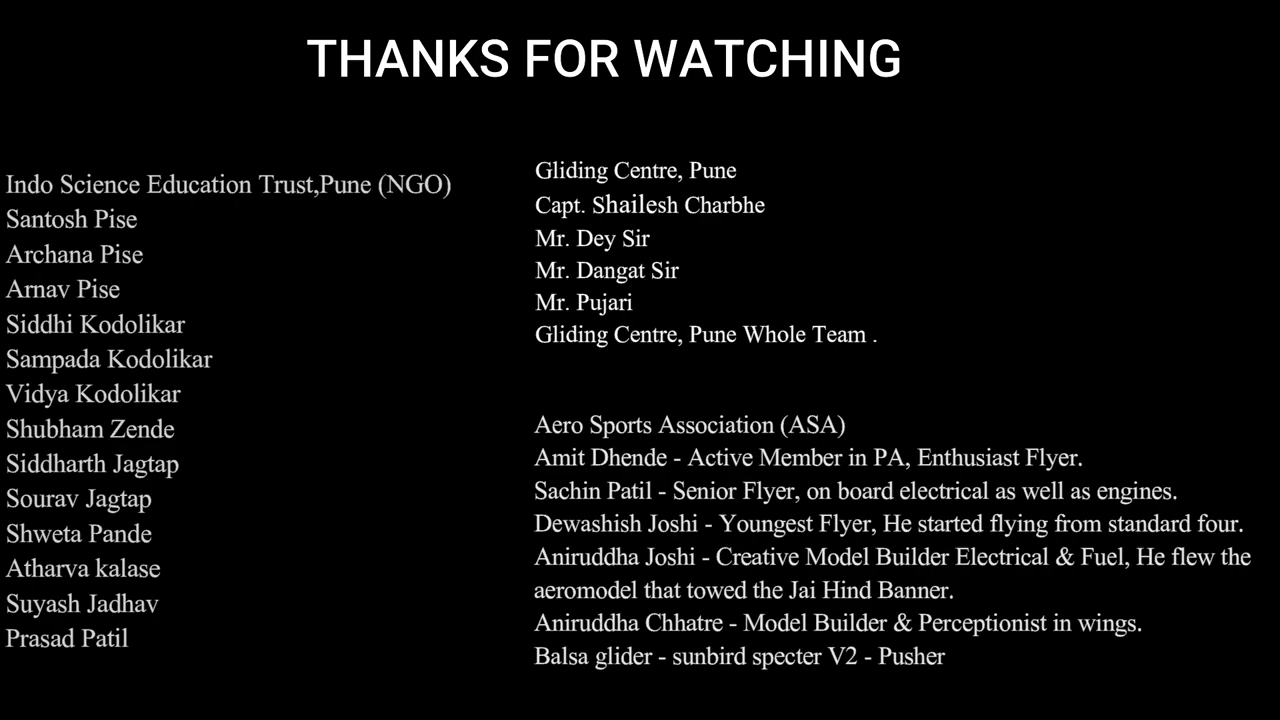 THANKS FOR WATCHING
Indo Science Education Trust,Pune (NGO)
Santosh Pise
Archana Pise
Arnav Pise
Siddhi Kodolikar
Sampada Kodolikar
Vidya Kodolikar
Shubham Zende
Siddharth Jagtap
Sourav Jagtap
Shweta Pande
Atharva kalase
Suyash Jadhav
Prasad Patil
Gliding Centre, Pune
Capt. Shailesh Charbhe
Mr. Dey Sir
Mr. Dangat Sir
Mr. Pujari
Gliding Centre, Pune Whole Team .
Aero Sports Association (ASA)
Amit Dhende - Active Member in PA, Enthusiast Flyer.
Sachin Patil - Senior Flyer, on board electrical as well as engines.
Dewashish Joshi - Youngest Flyer, He started flying from standard four.
Aniruddha Joshi - Creative Model Builder Electrical & Fuel, He flew the
aeromodel that towed the Jai Hind Banner.
Aniruddha Chhatre - Model Builder & Perceptionist in wings.
Balsa glider - sunbird specter V2 - Pusher